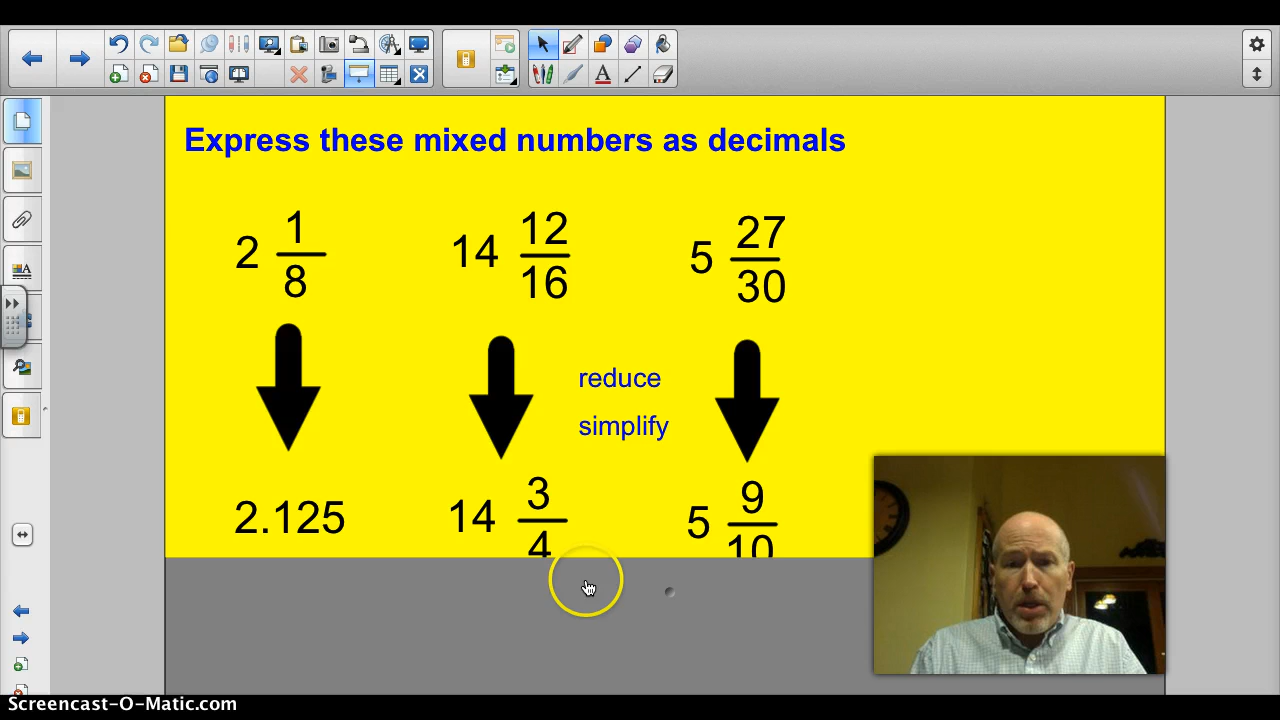 Express these mixed numbers as decimals
2 1/8 14 12/16 5 27/30
reduce
simplify
2.125 14 3/4 5 9/10
Screencast-O-Matic.com